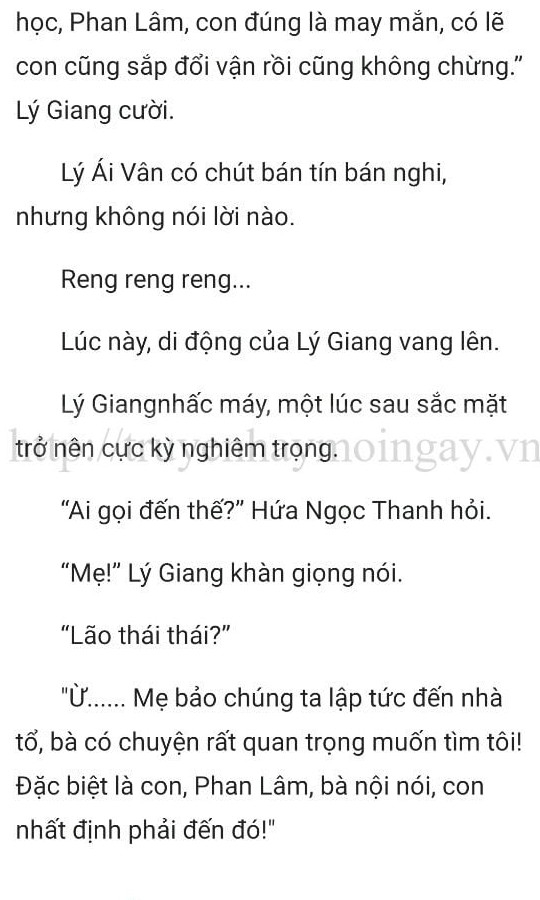 học, Phan Lâm, con đúng là may mắn, có lẽ
con cũng sắp đổi vận rồi cũng không chừng.”
Lý Giang cười.
Lý Ái Vân có chút bán tín bán nghi,
nhưng không nói lời nào.
Reng reng reng...
Lúc này, di động của Lý Giang vang lên.
Lý Giangnhấc máy, một lúc sau sắc mặt
trở nên cực kỳ nghiêm trọng.
http://truyenhaymoingay.vn
“Ai gọi đến thế?” Hứa Ngọc Thanh hỏi.
“Mẹ!” Lý Giang khàn giọng nói.
“Lão thái thái?”
"Ừ...... Mẹ bảo chúng ta lập tức đến nhà
tổ, bà có chuyện rất quan trọng muốn tìm tôi!
Đặc biệt là con, Phan Lâm, bà nội nói, con
nhất định phải đến đó!"